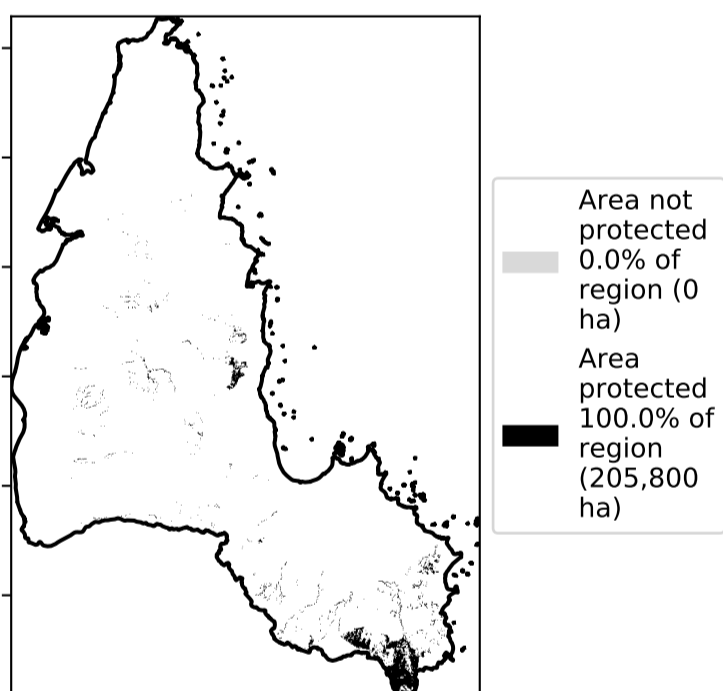 Area not
protected
0.0% of
region (0
ha)
Area
protected
100.0% of
region
(205,800
ha)